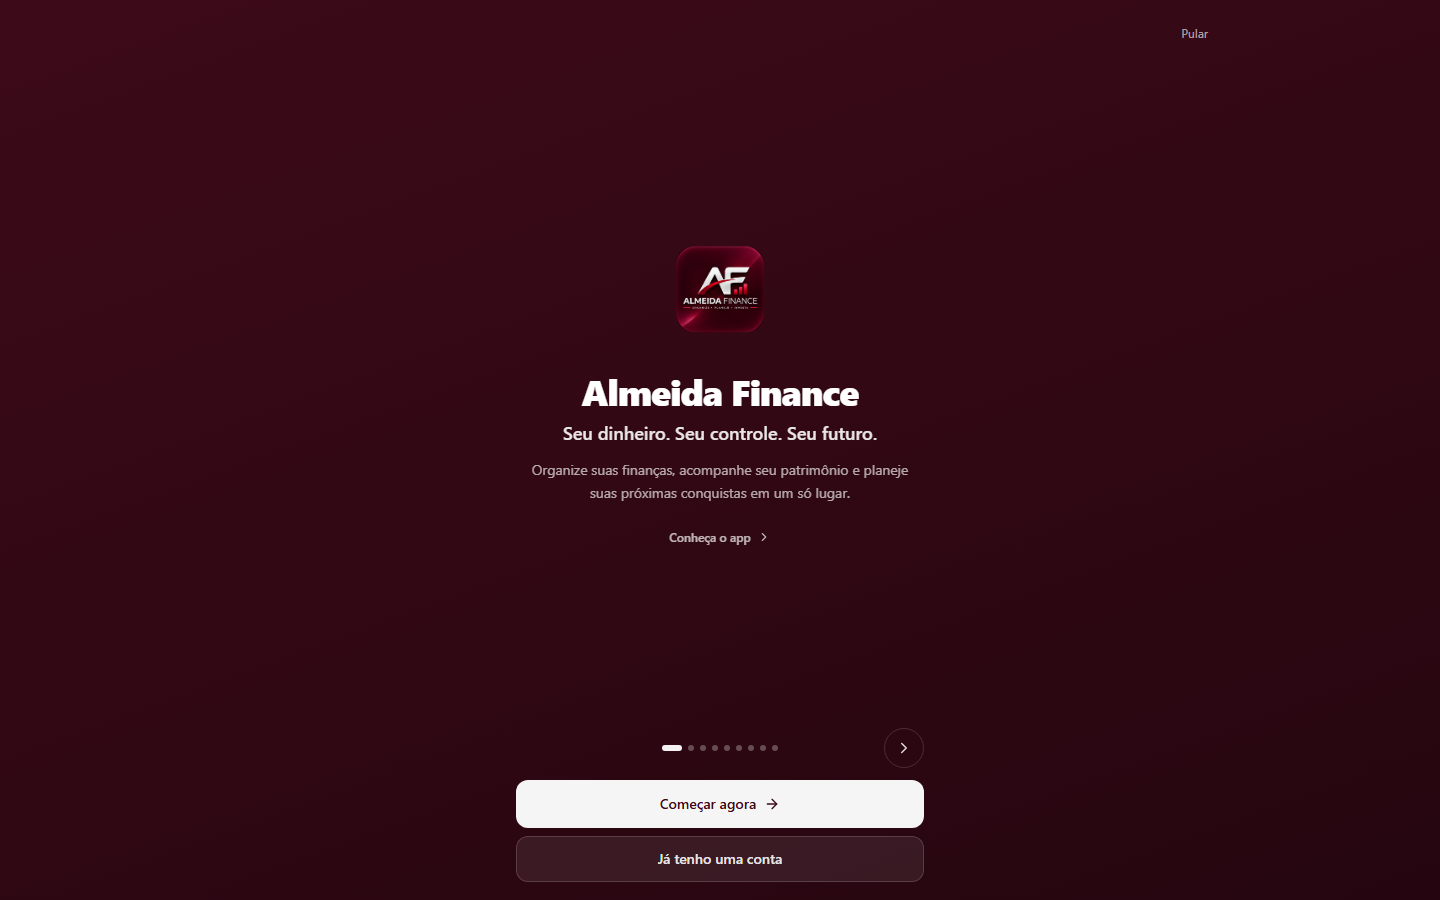 Pular
AF
ALMEIDA FINANCE
Almeida Finance
Seu dinheiro. Seu controle. Seu futuro.
Organize suas finanças, acompanhe seu patrimônio e planeje
suas próximas conquistas em um só lugar.
Conheça o app
Começar agora
Já tenho uma conta